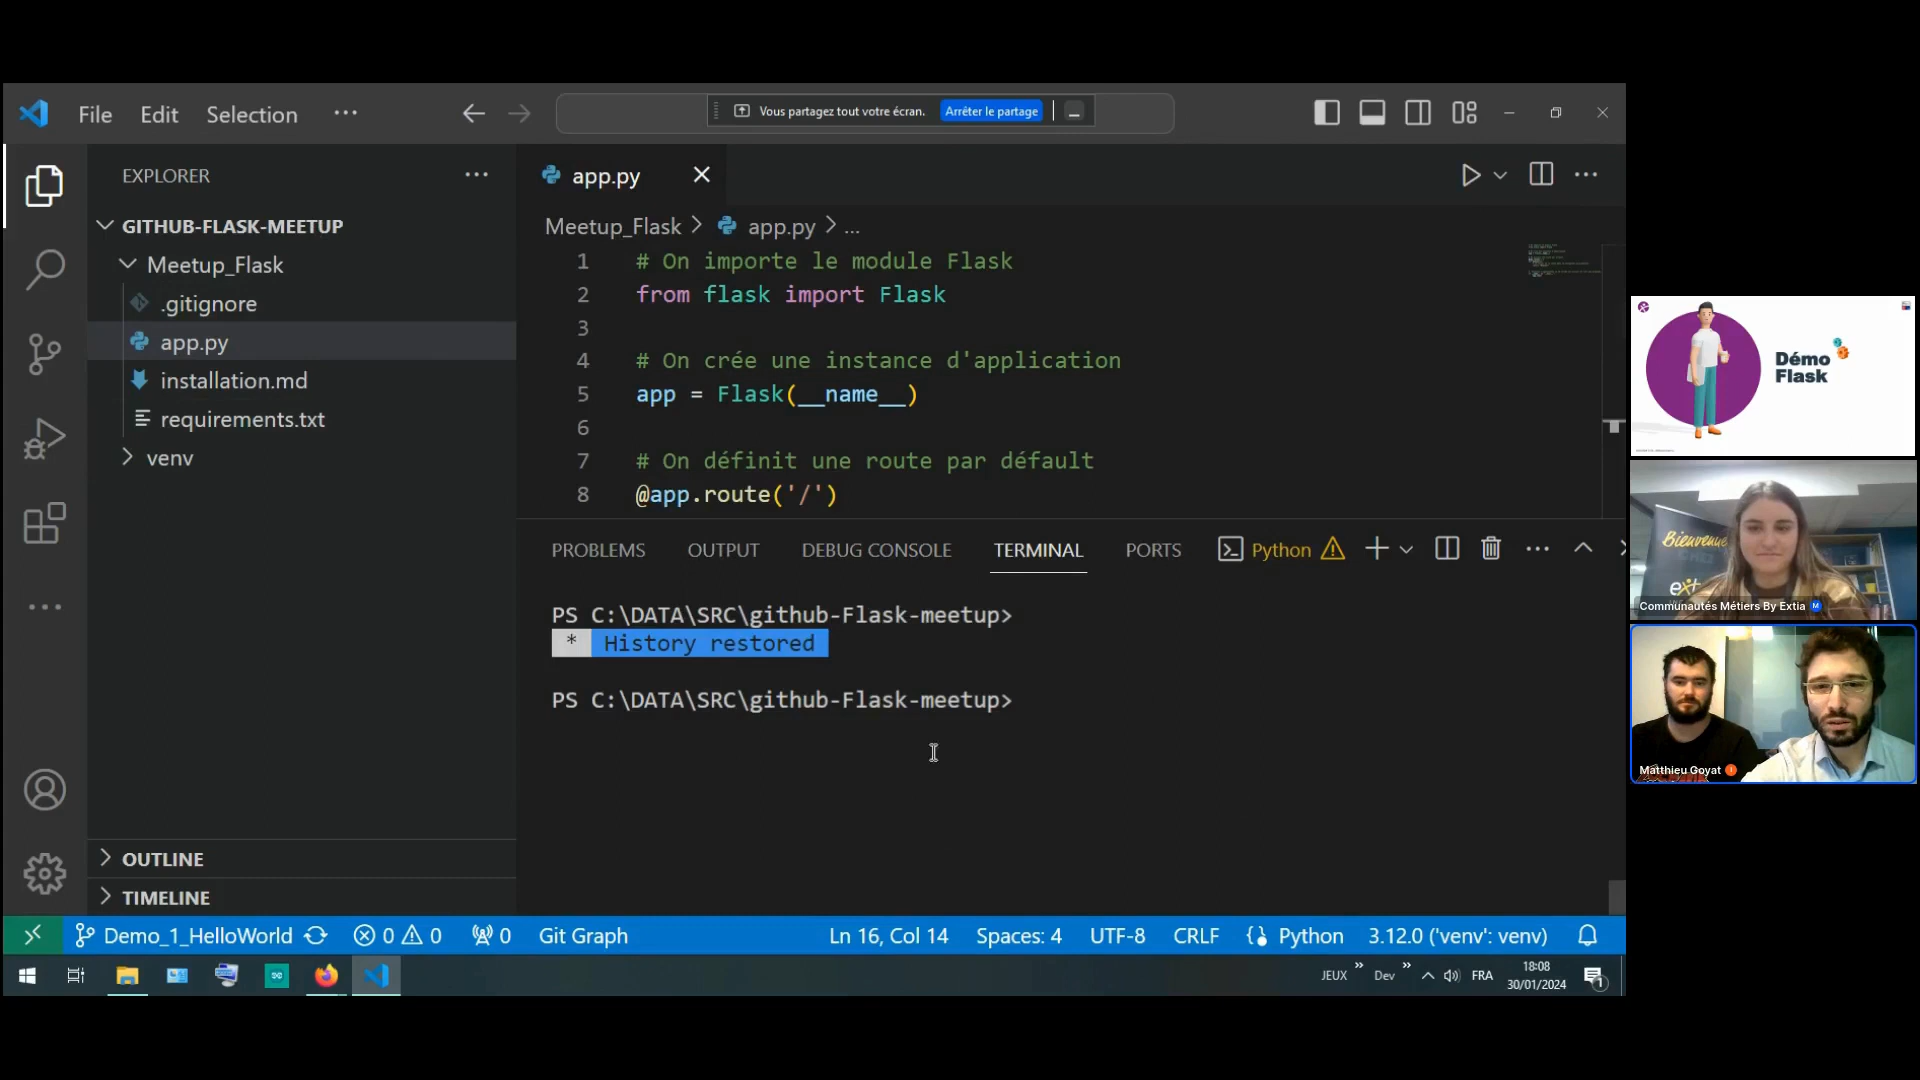 File Edit Selection ...
Vous partagez tout votre écran. Arrêter le partage
EXPLORER
GITHUB-FLASK-MEETUP
Meetup_Flask
.gitignore
app.py
installation.md
requirements.txt
venv
OUTLINE
TIMELINE
app.py
Meetup_Flask > app.py > ...
1 # On importe le module Flask
2 from flask import Flask
3
4 # On crée une instance d'application
5 app = Flask(__name__)
6
7 # On définit une route par défault
8 @app.route('/')
PROBLEMS OUTPUT DEBUG CONSOLE TERMINAL PORTS Python
PS C:\DATA\SRC\github-Flask-meetup>
* History restored
PS C:\DATA\SRC\github-Flask-meetup>
Demo_1_HelloWorld 0 0 0 Git Graph Ln 16, Col 14 Spaces: 4 UTF-8 CRLF Python 3.12.0 ('venv': venv)
JEUX » Dev » FRA 18:08
30/01/2024
1
Démo
Flask
Bienvenue
ext
Communautés Métiers By Extia M
Matthieu Goyat